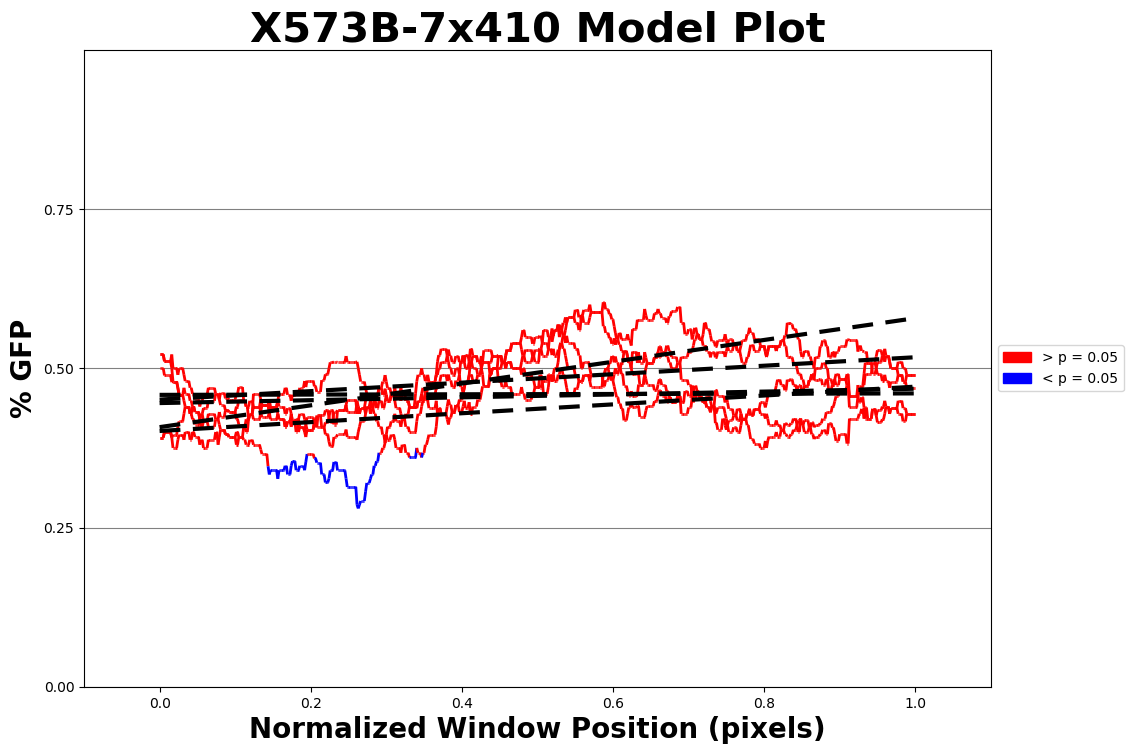 X573B-7x410 Model Plot
% GFP
0.75
0.50
0.25
0.00
0.0 0.2 0.4 0.6 0.8 1.0
Normalized Window Position (pixels)
> p = 0.05
< p = 0.05